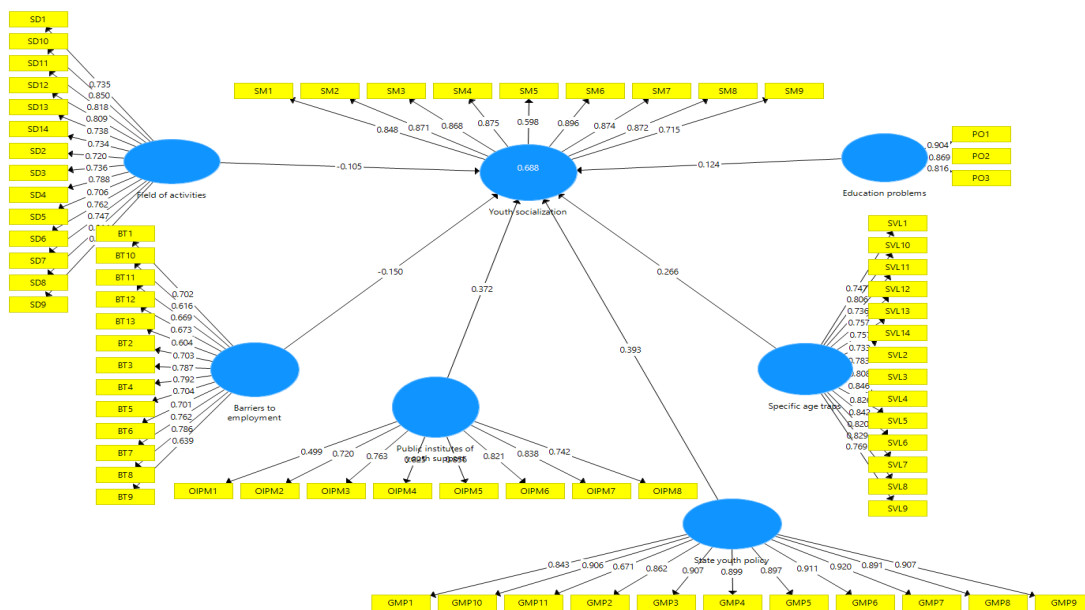 SD1
SD10
SD11
SD12
SD13
SD14
SD2
SD3
SD4
SD5
SD6
SD7
SD8
SD9
0.735
0.850
0.818
0.809
0.738
0.734
0.720
0.736
0.788
0.706
0.762
0.747
Field of activities
SM1
SM2
SM3
SM4
SM5
SM6
SM7
SM8
SM9
0.848
0.871
0.868
0.875
0.598
0.896
0.874
0.872
0.715
0.688
Youth socialization
-0.105
0.124
PO1
PO2
PO3
0.904
0.869
0.816
Education problems
BT1
BT10
BT11
BT12
BT13
BT2
BT3
BT4
BT5
BT6
BT7
BT8
BT9
0.702
0.616
0.669
0.673
0.604
0.703
0.787
0.792
0.704
0.701
0.762
0.786
0.639
Barriers to
employment
-0.150
0.372
0.393
0.266
SVL1
SVL10
SVL11
SVL12
SVL13
SVL14
SVL2
SVL3
SVL4
SVL5
SVL6
SVL7
SVL8
SVL9
0.747
0.806
0.736
0.757
0.733
0.783
0.808
0.846
0.842
0.820
0.829
0.769
Specific age traps
Public institutes of
youth support
0.499
0.720
0.763
0.821
0.838
0.742
OIPM1
OIPM2
OIPM3
OIPM4
OIPM5
OIPM6
OIPM7
OIPM8
State youth policy
0.843
0.906
0.671
0.862
0.907
0.899
0.897
0.911
0.920
0.891
0.907
GMP1
GMP10
GMP11
GMP2
GMP3
GMP4
GMP5
GMP6
GMP7
GMP8
GMP9